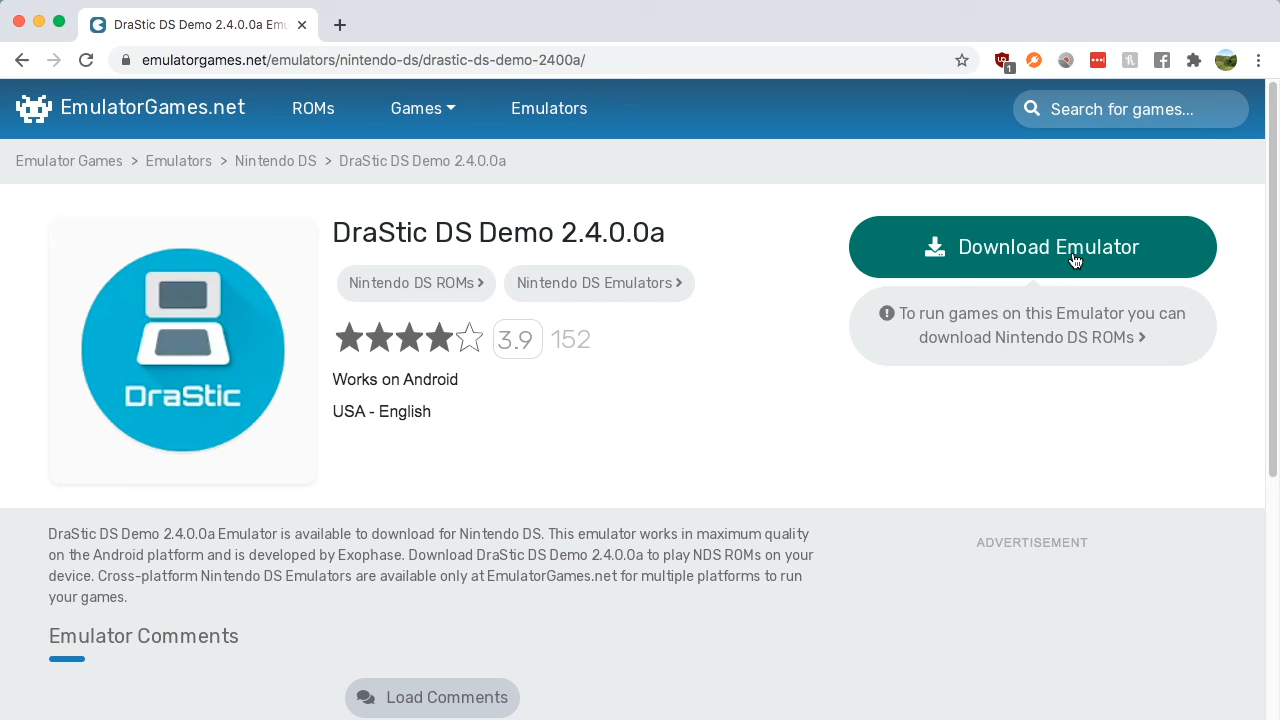 DraStic DS Demo 2.4.0.0a Emu
emulatorgames.net/emulators/nintendo-ds/drastic-ds-demo-2400a/
1
EmulatorGames.net
ROMs
Games
Emulators
Search for games...
Emulator Games > Emulators > Nintendo DS > DraStic DS Demo 2.4.0.0a
DraStic
DraStic DS Demo 2.4.0.0a
Nintendo DS ROMs
Nintendo DS Emulators
3.9
152
Works on Android
USA - English
Download Emulator
To run games on this Emulator you can
download Nintendo DS ROMs
DraStic DS Demo 2.4.0.0a Emulator is available to download for Nintendo DS. This emulator works in maximum quality
on the Android platform and is developed by Exophase. Download DraStic DS Demo 2.4.0.0a to play NDS ROMs on your
device. Cross-platform Nintendo DS Emulators are available only at EmulatorGames.net for multiple platforms to run
your games.
ADVERTISEMENT
Emulator Comments
Load Comments